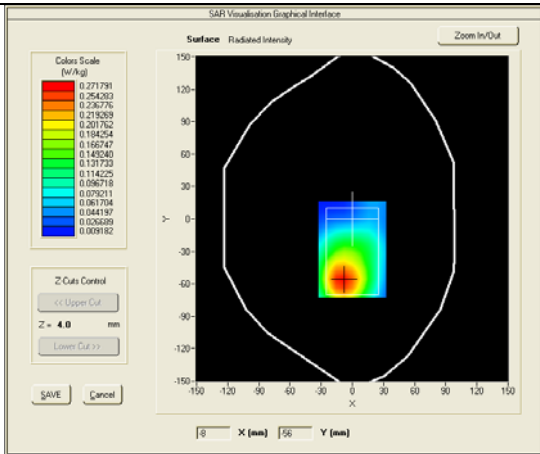 SAR Visualisation Graphical Interface
Surface Radiated Intensity
Zoom In/Out
Colors Scale
(W/kg)
0.271791
0.254283
0.236776
0.219269
0.201762
0.184254
0.166747
0.149240
0.131733
0.114225
0.096718
0.079211
0.061704
0.044197
0.026689
0.009182
Z-Cuts Control
<< Upper Cut
Z = 4.0 mm
Lower Cut >>
SAVE
Cancel
150
120
90
60
30
0
-30
-60
-90
-120
-150
Y
-150 -120 -90 -60 -30 0 30 60 90 120 150
X
-8 X (mm) -56 Y (mm)